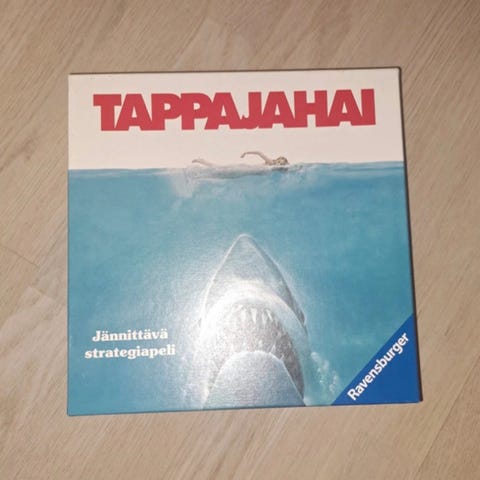 TAPPAJAHAI
Jännittävä
strategiapeli
Ravensburger